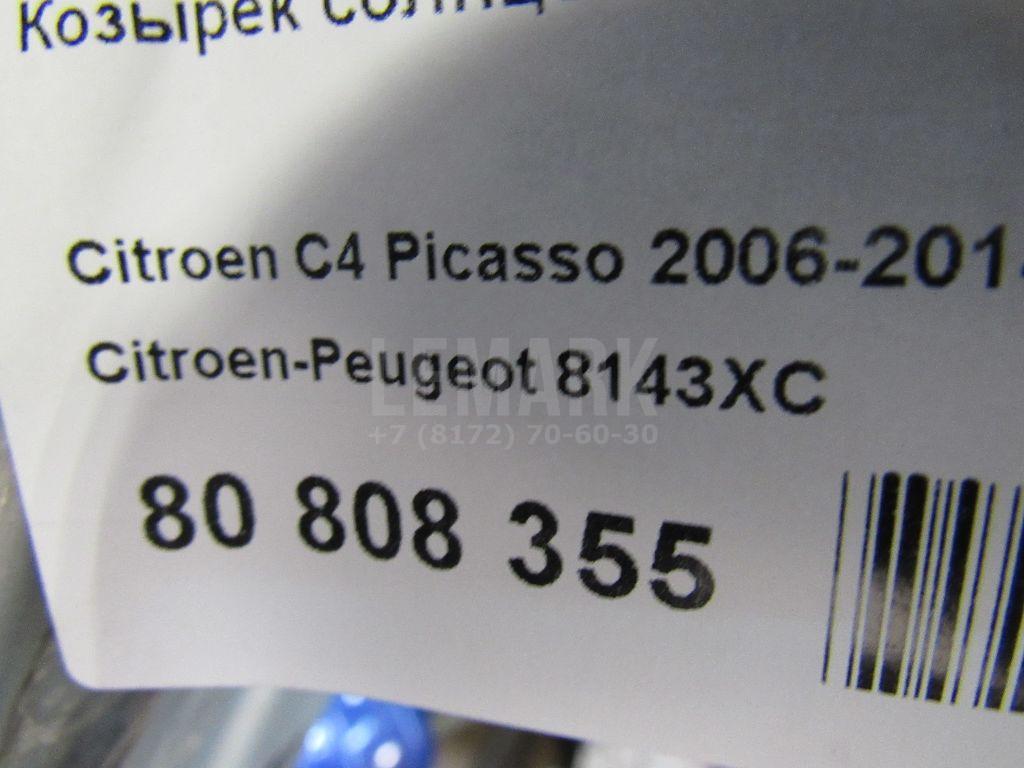 Козырек
Citroen C4 Picasso 2006-201
Citroen-Peugeot 8143XC
LEMARK
+7 (8172) 70-60-30
80 808 355